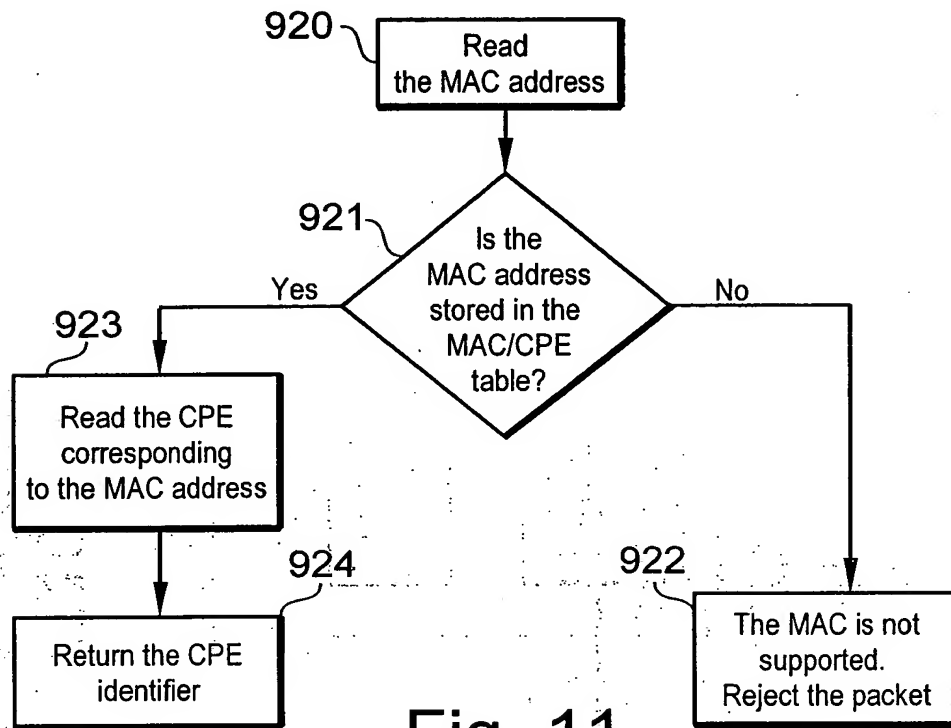 920
Read
the MAC address
921
Is the
MAC address
stored in the
MAC/CPE
table?
Yes
No
923
Read the CPE
corresponding
to the MAC address
924
Return the CPE
identifier
922
The MAC is not
supported.
Reject the packet
Fig. 11